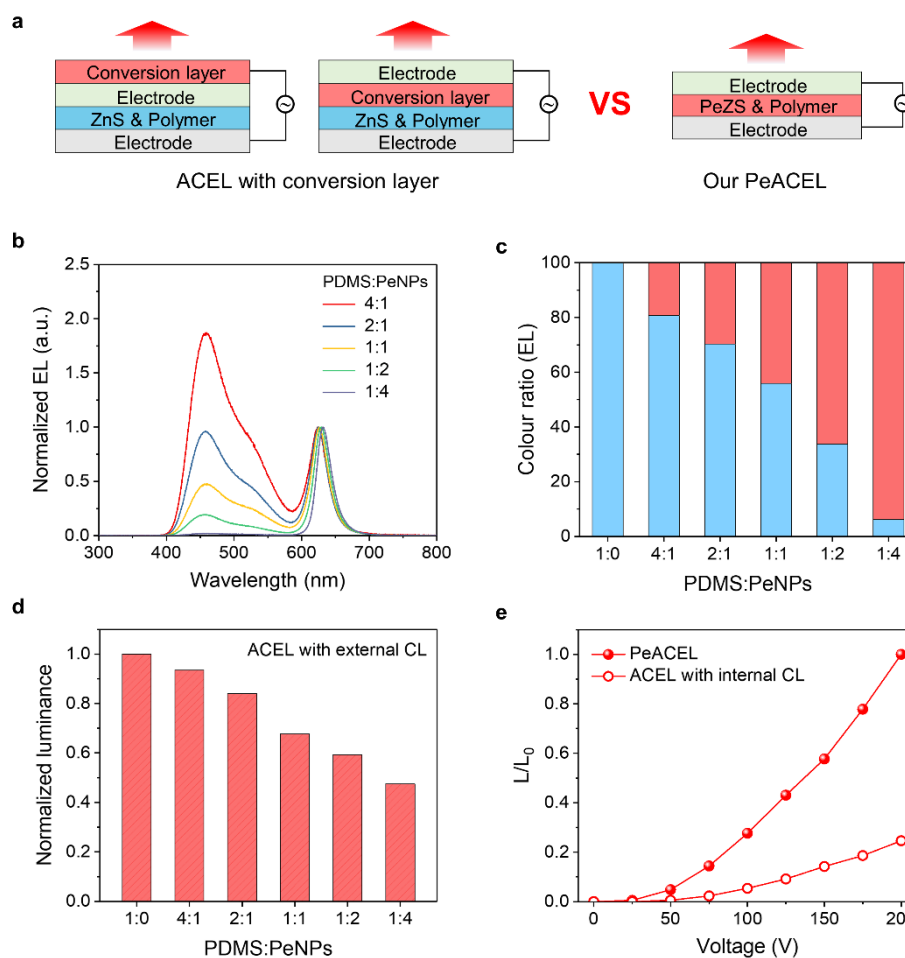 a
Conversion layer
Electrode
ZnS & Polymer
Electrode
Electrode
Conversion layer
ZnS & Polymer
Electrode
VS
Electrode
PeZS & Polymer
Electrode
ACEL with conversion layer
Our PeACEL
b
2.5
2.0
1.5
1.0
0.5
0.0
Normalized EL (a.u.)
PDMS:PeNPs
4:1
2:1
1:1
1:2
1:4
300 400 500 600 700 800
Wavelength (nm)
c
100
80
60
40
20
0
Colour ratio (EL)
1:0 4:1 2:1 1:1 1:2 1:4
PDMS:PeNPs
d
ACEL with external CL
1.0
0.8
0.6
0.4
0.2
0.0
Normalized luminance
1:0 4:1 2:1 1:1 1:2 1:4
PDMS:PeNPs
e
PeACEL
ACEL with internal CL
1.0
0.8
0.6
0.4
0.2
0.0
L/L₀
0 50 100 150
Voltage (V)